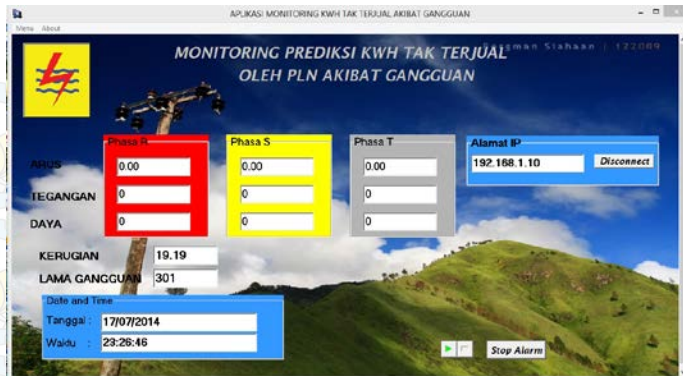 APLIKASI MONITORING KWH TAK TERJUAL AKIBAT GANGGUAN
Menu About
MONITORING PREDIKSI KWH TAK TERJUAL
OLEH PLN AKIBAT GANGGUAN
Siahaan | 122089
Phasa R Phasa S Phasa T Alamat IP
ARUS 0.00 0.00 0.00 192.168.1.10 Disconnect
TEGANGAN 0 0 0
DAYA 0 0 0
KERUGIAN 19.19
LAMA GANGGUAN 301
Date and Time
Tanggal : 17/07/2014
Waktu : 23:26:46
Stop Alarm